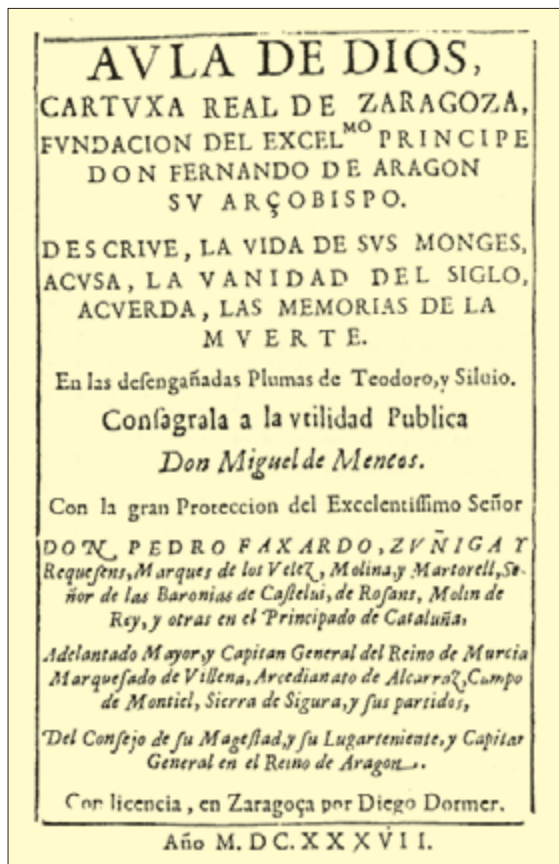 AVLA DE DIOS,
CARTVXA REAL DE ZARAGOZA,
FVNDACION DEL EXCEL.ᴹᴼ PRINCIPE
DON FERNANDO DE ARAGON
SV ARÇOBISPO.
DESCRIVE, LA VIDA DE SVS MONGES,
ACVSA, LA VANIDAD DEL SIGLO,
ACVERDA, LAS MEMORIAS DE LA
MVERTE.
En las deſengañadas Plumas de Teodoro, y Siluio.
Conſagrala a la vtilidad Publica
Don Miguel de Mencos.
Con la gran Proteccion del Excelentiſſimo Señor
DON PEDRO FAXARDO, ZVÑIGA Y
Requeſens, Marques de los Velez, Molina, y Martorell, Se-
ñor de las Baronias de Caſtelui, de Roſans, Molin de
Rey, y otras en el Principado de Cataluña,
Adelantado Mayor, y Capitan General del Reino de Murcia
Marqueſado de Villena, Arcedianato de Alcarraz, Campo
de Montiel, Sierra de Sigura, y ſus partidos,
Del Conſejo de ſu Mageſtad, y ſu Lugarteniente, y Capitan
General en el Reino de Aragon.
Con licencia, en Zaragoça por Diego Dormer.
Año M. DC. XXXVII.